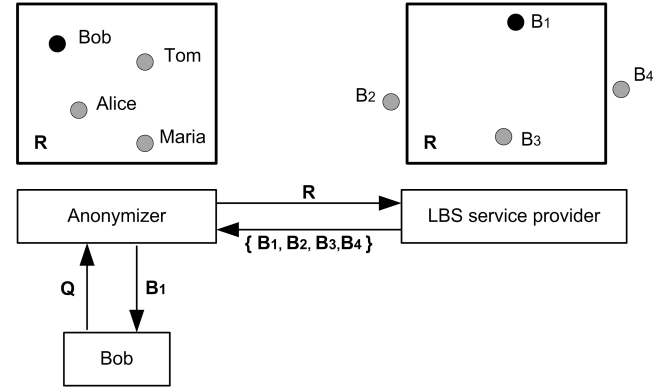 Bob
Tom
Alice
Maria
R
B1
B2
B4
B3
R
Anonymizer
R
LBS service provider
{ B1, B2, B3,B4 }
Q
B1
Bob